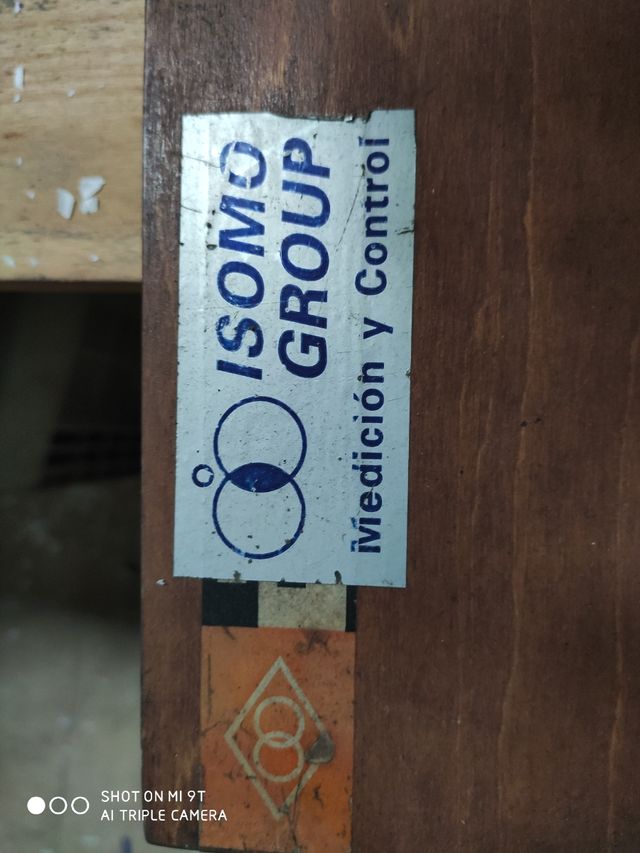 ISOMO
GROUP
Medición y Control
SHOT ON MI 9T
AI TRIPLE CAMERA